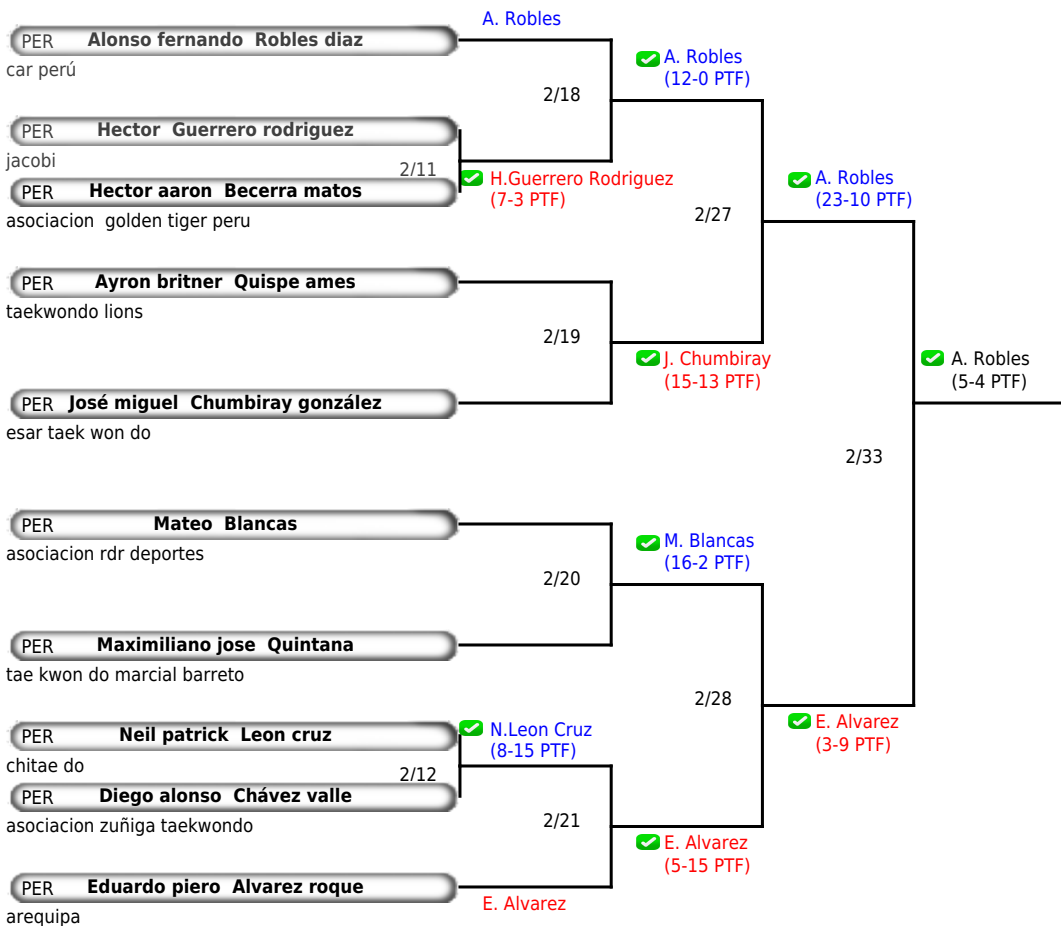 A. Robles
PER Alonso fernando Robles diaz
car perú
A. Robles
(12-0 PTF)
2/18
PER Hector Guerrero rodriguez
jacobi
2/11
H.Guerrero Rodriguez
(7-3 PTF)
PER Hector aaron Becerra matos
asociacion golden tiger peru
A. Robles
(23-10 PTF)
2/27
PER Ayron britner Quispe ames
taekwondo lions
2/19
J. Chumbiray
(15-13 PTF)
A. Robles
(5-4 PTF)
PER José miguel Chumbiray gonzález
esar taek won do
2/33
PER Mateo Blancas
asociacion rdr deportes
M. Blancas
(16-2 PTF)
2/20
PER Maximiliano jose Quintana
tae kwon do marcial barreto
2/28
E. Alvarez
(3-9 PTF)
PER Neil patrick Leon cruz
chitae do
N.Leon Cruz
(8-15 PTF)
2/12
PER Diego alonso Chávez valle
asociacion zuñiga taekwondo
2/21
E. Alvarez
(5-15 PTF)
PER Eduardo piero Alvarez roque
E. Alvarez
arequipa